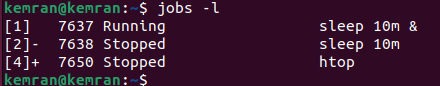 kemran@kemran:~$ jobs -l
[1]   7637 Running                 sleep 10m &
[2]-  7638 Stopped                 sleep 10m
[4]+  7650 Stopped                 htop
kemran@kemran:~$